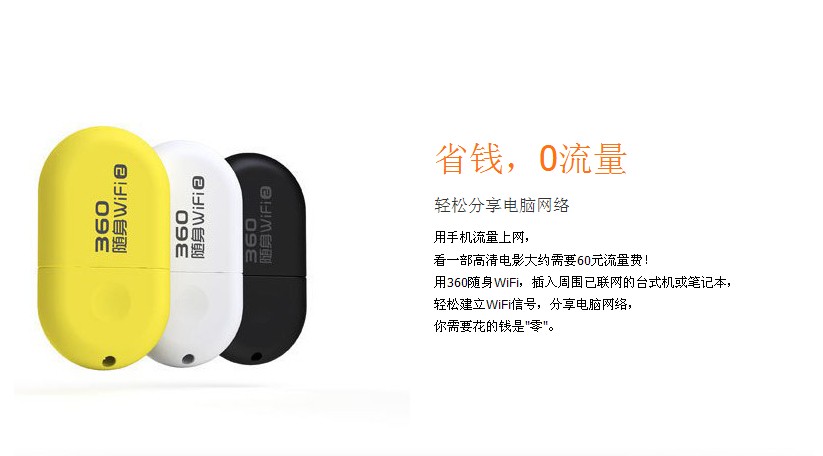 360
随身WiFi2
360
随身WiFi2
360
随身WiFi2
省钱，0流量
轻松分享电脑网络
用手机流量上网，
看一部高清电影大约需要60元流量费！
用360随身WiFi，插入周围已联网的台式机或笔记本，
轻松建立WiFi信号，分享电脑网络，
你需要花的钱是"零"。